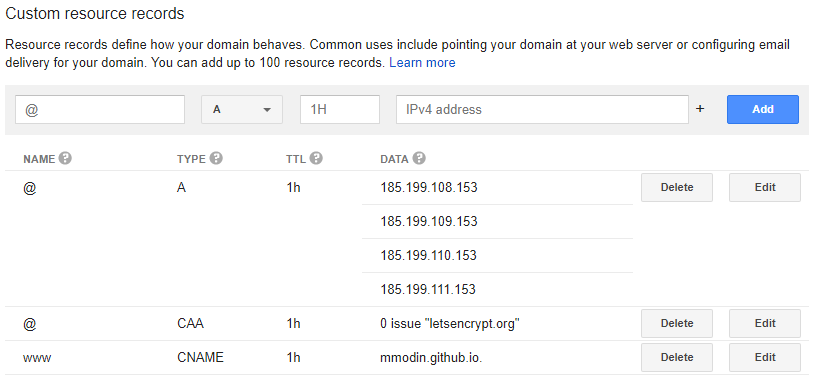 Custom resource records
Resource records define how your domain behaves. Common uses include pointing your domain at your web server or configuring email
delivery for your domain. You can add up to 100 resource records. Learn more
@ A 1H IPv4 address + Add
NAME ? TYPE ? TTL ? DATA ?
@ A 1h 185.199.108.153 Delete Edit
185.199.109.153
185.199.110.153
185.199.111.153
@ CAA 1h 0 issue "letsencrypt.org" Delete Edit
www CNAME 1h mmodin.github.io. Delete Edit